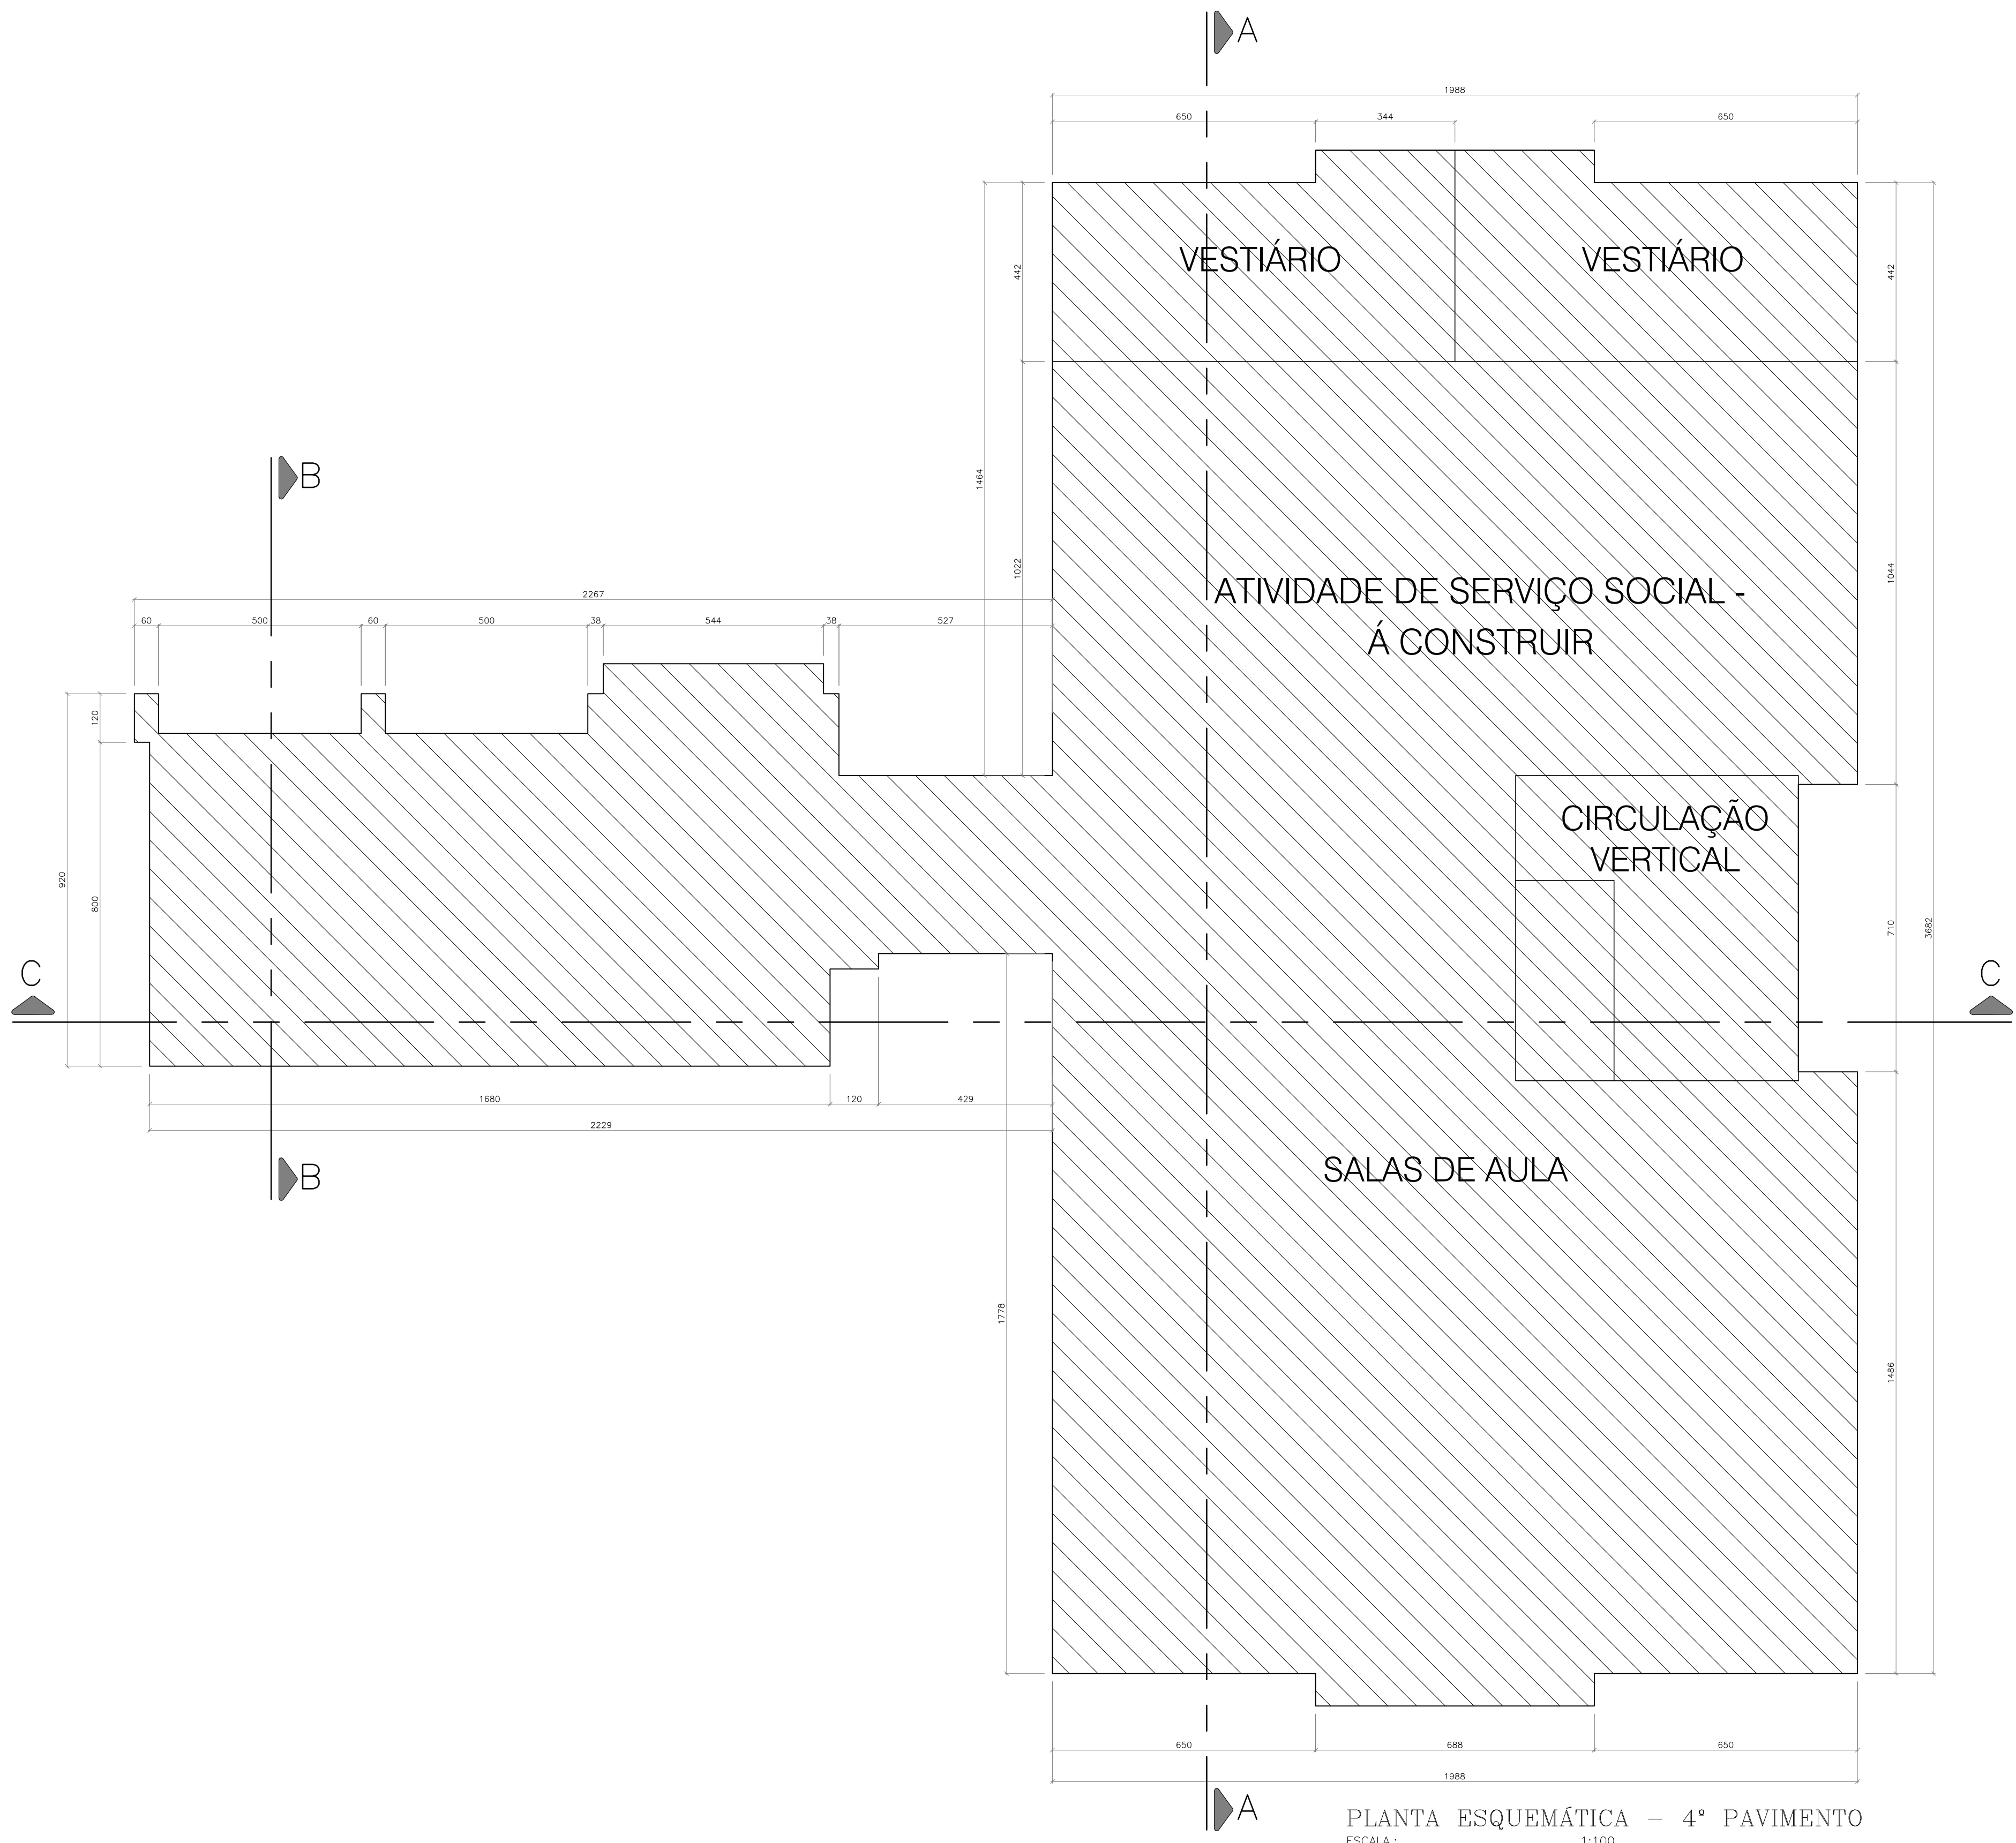 A
1988
650 344 650
VESTIÁRIO VESTIÁRIO
442
442
1464
1022
1044
B
ATIVIDADE DE SERVIÇO SOCIAL -
Á CONSTRUIR
2267
60 500 60 500 38 544 38 527
120
920
800
CIRCULAÇÃO
VERTICAL
710
3682
C
C
1680 120 429
2229
B
SALAS DE AULA
1778
1486
650 688 650
1988
A
PLANTA ESQUEMÁTICA - 4º PAVIMENTO
ESCALA: 1:100